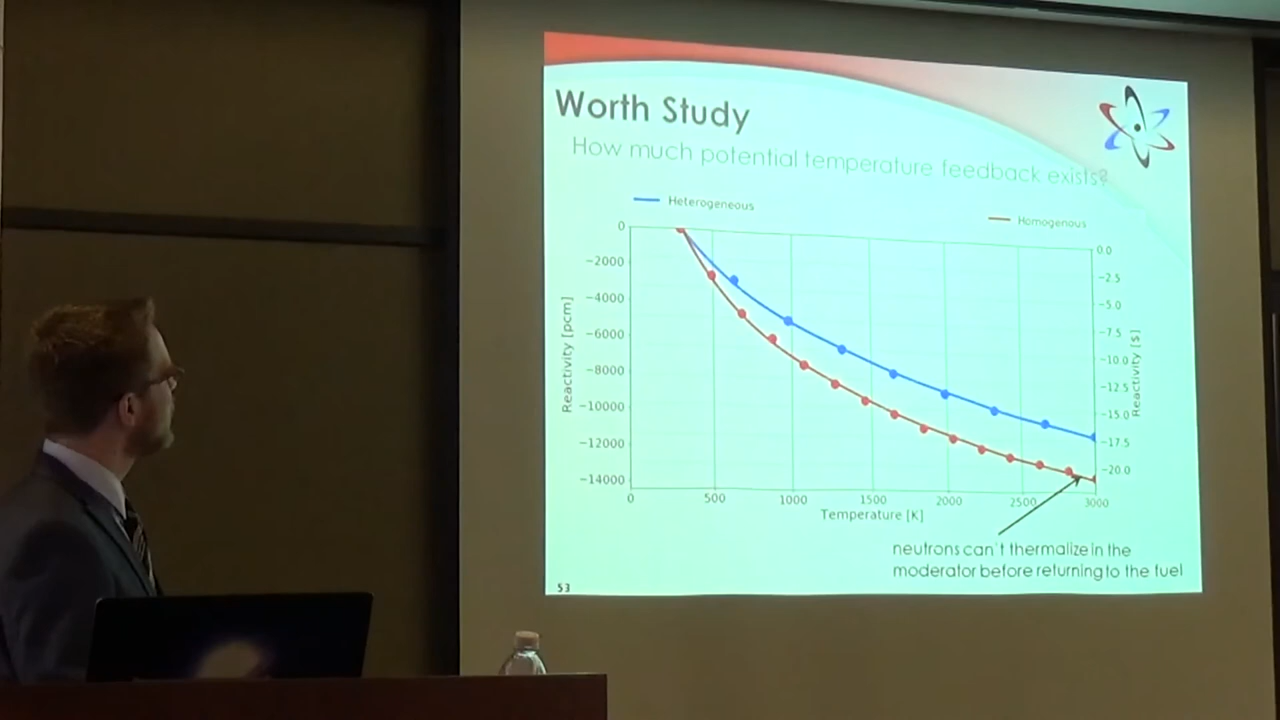 Worth Study
How much potential temperature feedback exists?
Heterogeneous
Homogenous
0
−2000
−4000
−6000
−8000
−10000
−12000
−14000
Reactivity [pcm]
0.0
−2.5
−5.0
−7.5
−10.0
−12.5
−15.0
−17.5
−20.0
Reactivity [$]
0 500 1000 1500 2000 2500 3000
Temperature [K]
neutrons can't thermalize in the
moderator before returning to the fuel
53